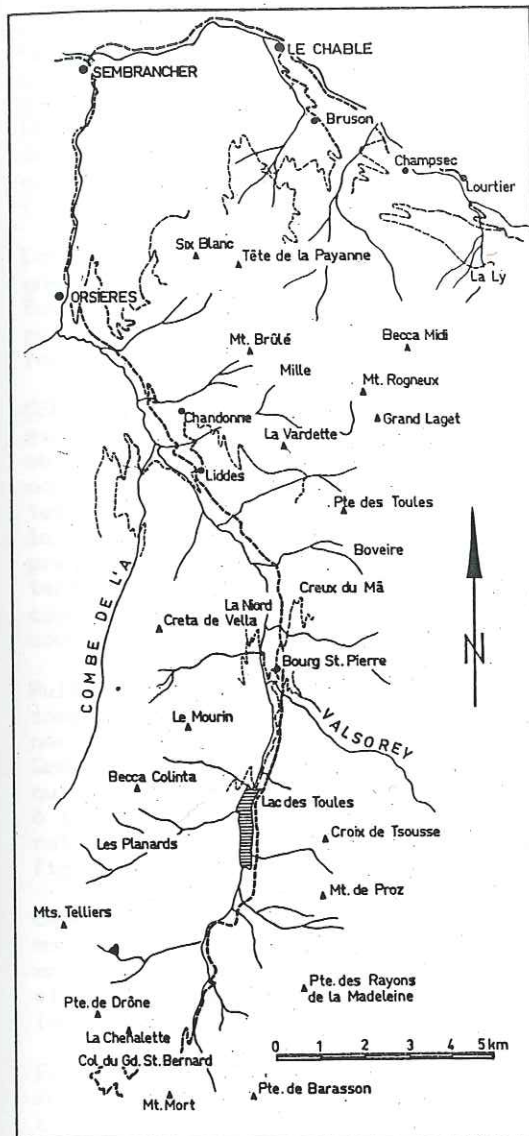 LE CHABLE
SEMBRANCHER
Bruson
Champsec
Lourtier
Six Blanc
Tête de la Payanne
La Ly
ORSIERES
Mt. Brûlé
Becca Midi
Mille
Mt. Rogneux
Chandonne
Grand Laget
La Vardette
Liddes
Pte des Toules
Boveire
COMBE DE L'A
Creux du Mâ
La Niord
Creta de Vella
Bourg St. Pierre
N
Le Mourin
VALSOREY
Becca Colinta
Lac des Toules
Croix de Tsousse
Les Planards
Mt. de Proz
Mts. Telliers
Pte. des Rayons
de la Madeleine
Pte. de Drône
La Chenalette
Col du Gd. St. Bernard
0 1 2 3 4 5 km
Mt. Mort
Pte. de Barasson